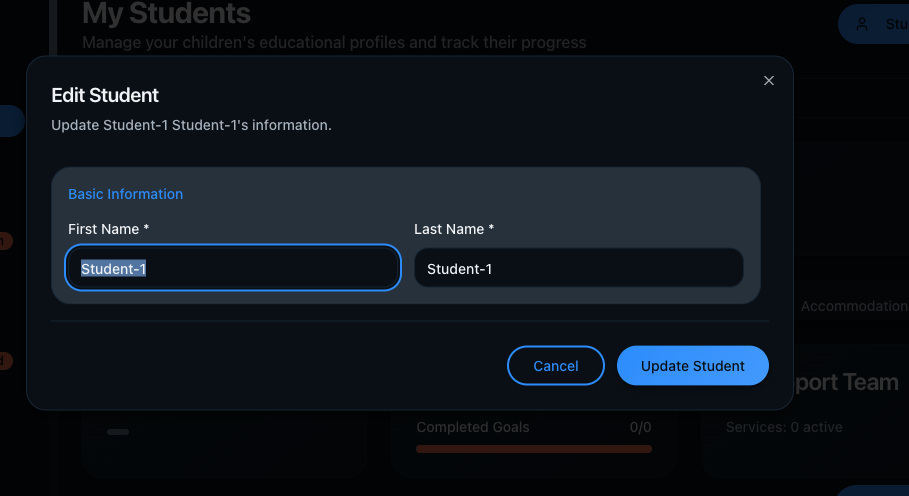 My Students
Manage your children's educational profiles and track their progress
Edit Student
Update Student-1 Student-1's information.
Basic Information
First Name *
Last Name *
Student-1
Student-1
Accommodation
Cancel
Update Student
Team
Completed Goals
0/0
Services: 0 active